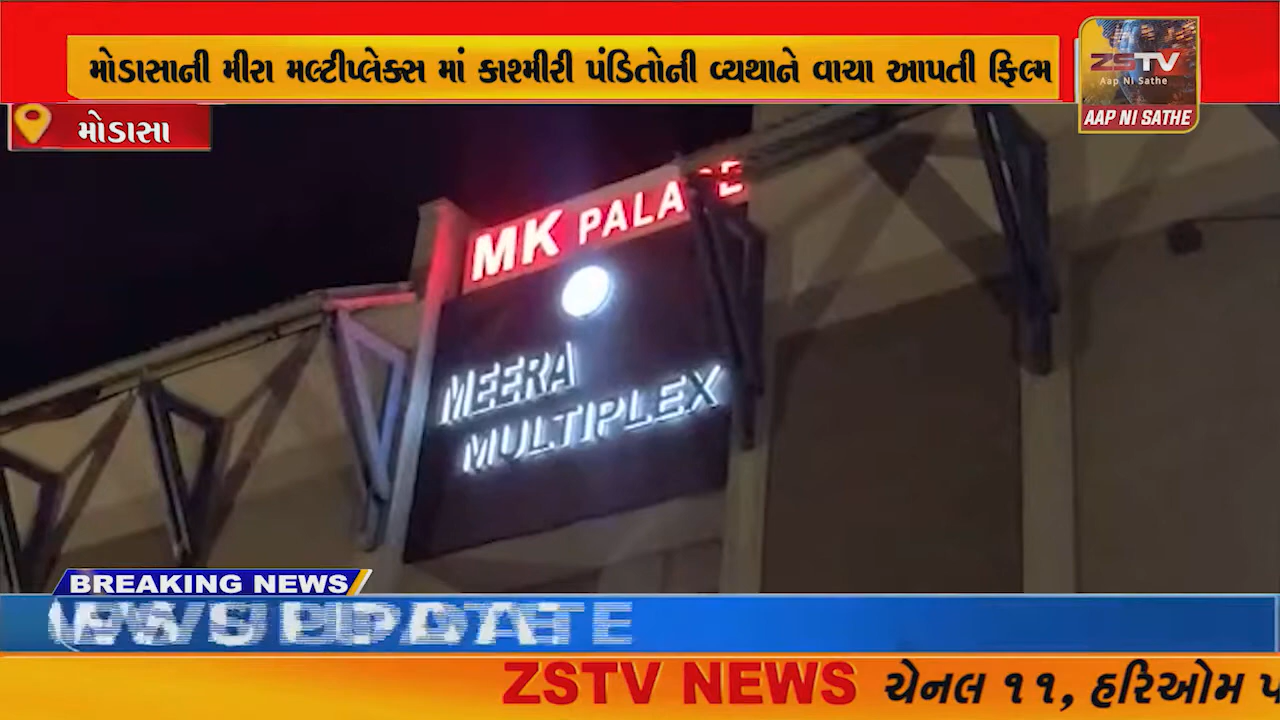 મોડાસાની મીરા મલ્ટીપ્લેક્સ માં કાશ્મીરી પંડિતોની વ્યથાને વાચા આપતી ફિલ્મ
ZSTV
Aap Ni Sathe
AAP NI SATHE
મોડાસા
MK PALACE
MEERA
MULTIPLEX
BREAKING NEWS
ZSTV NEWS ચેનલ ૧૧, હરિઓમ